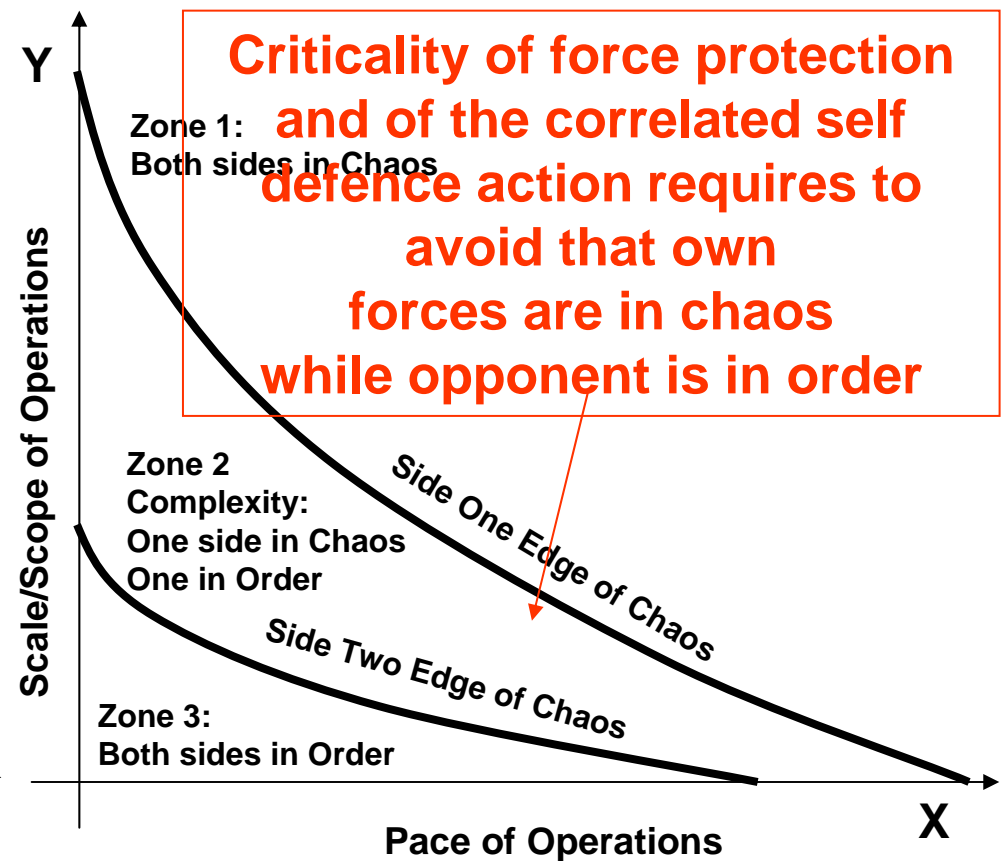 Y
Criticality of force protection
and of the correlated self
defence action requires to
avoid that own
forces are in chaos
while opponent is in order
Zone 1:
Both sides in Chaos
Scale/Scope of Operations
Zone 2
Complexity:
One side in Chaos
One in Order
Side One Edge of Chaos
Side Two Edge of Chaos
Zone 3:
Both sides in Order
X
Pace of Operations